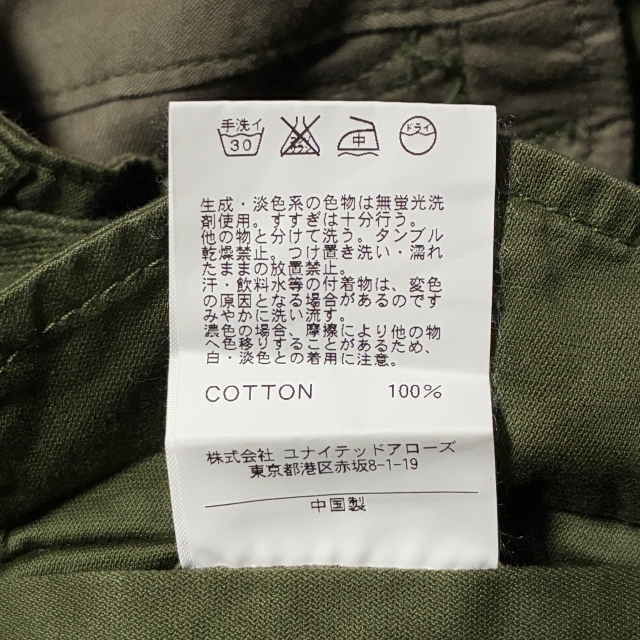 手洗イ 中 ドライ
30 エンソサラシ
生成・淡色系の色物は無蛍光洗
剤使用。すすぎは十分行う。
他の物と分けて洗う。タンブル
乾燥禁止。つけ置き洗い・濡れ
たままの放置禁止。
汗・飲料水等の付着物は、変色
の原因となる場合があるのです
みやかに洗い流す。
濃色の場合、摩擦により他の物
へ色移りすることがあるため、
白・淡色との着用に注意。
COTTON 100%
株式会社 ユナイテッドアローズ
東京都港区赤坂8-1-19
中国製